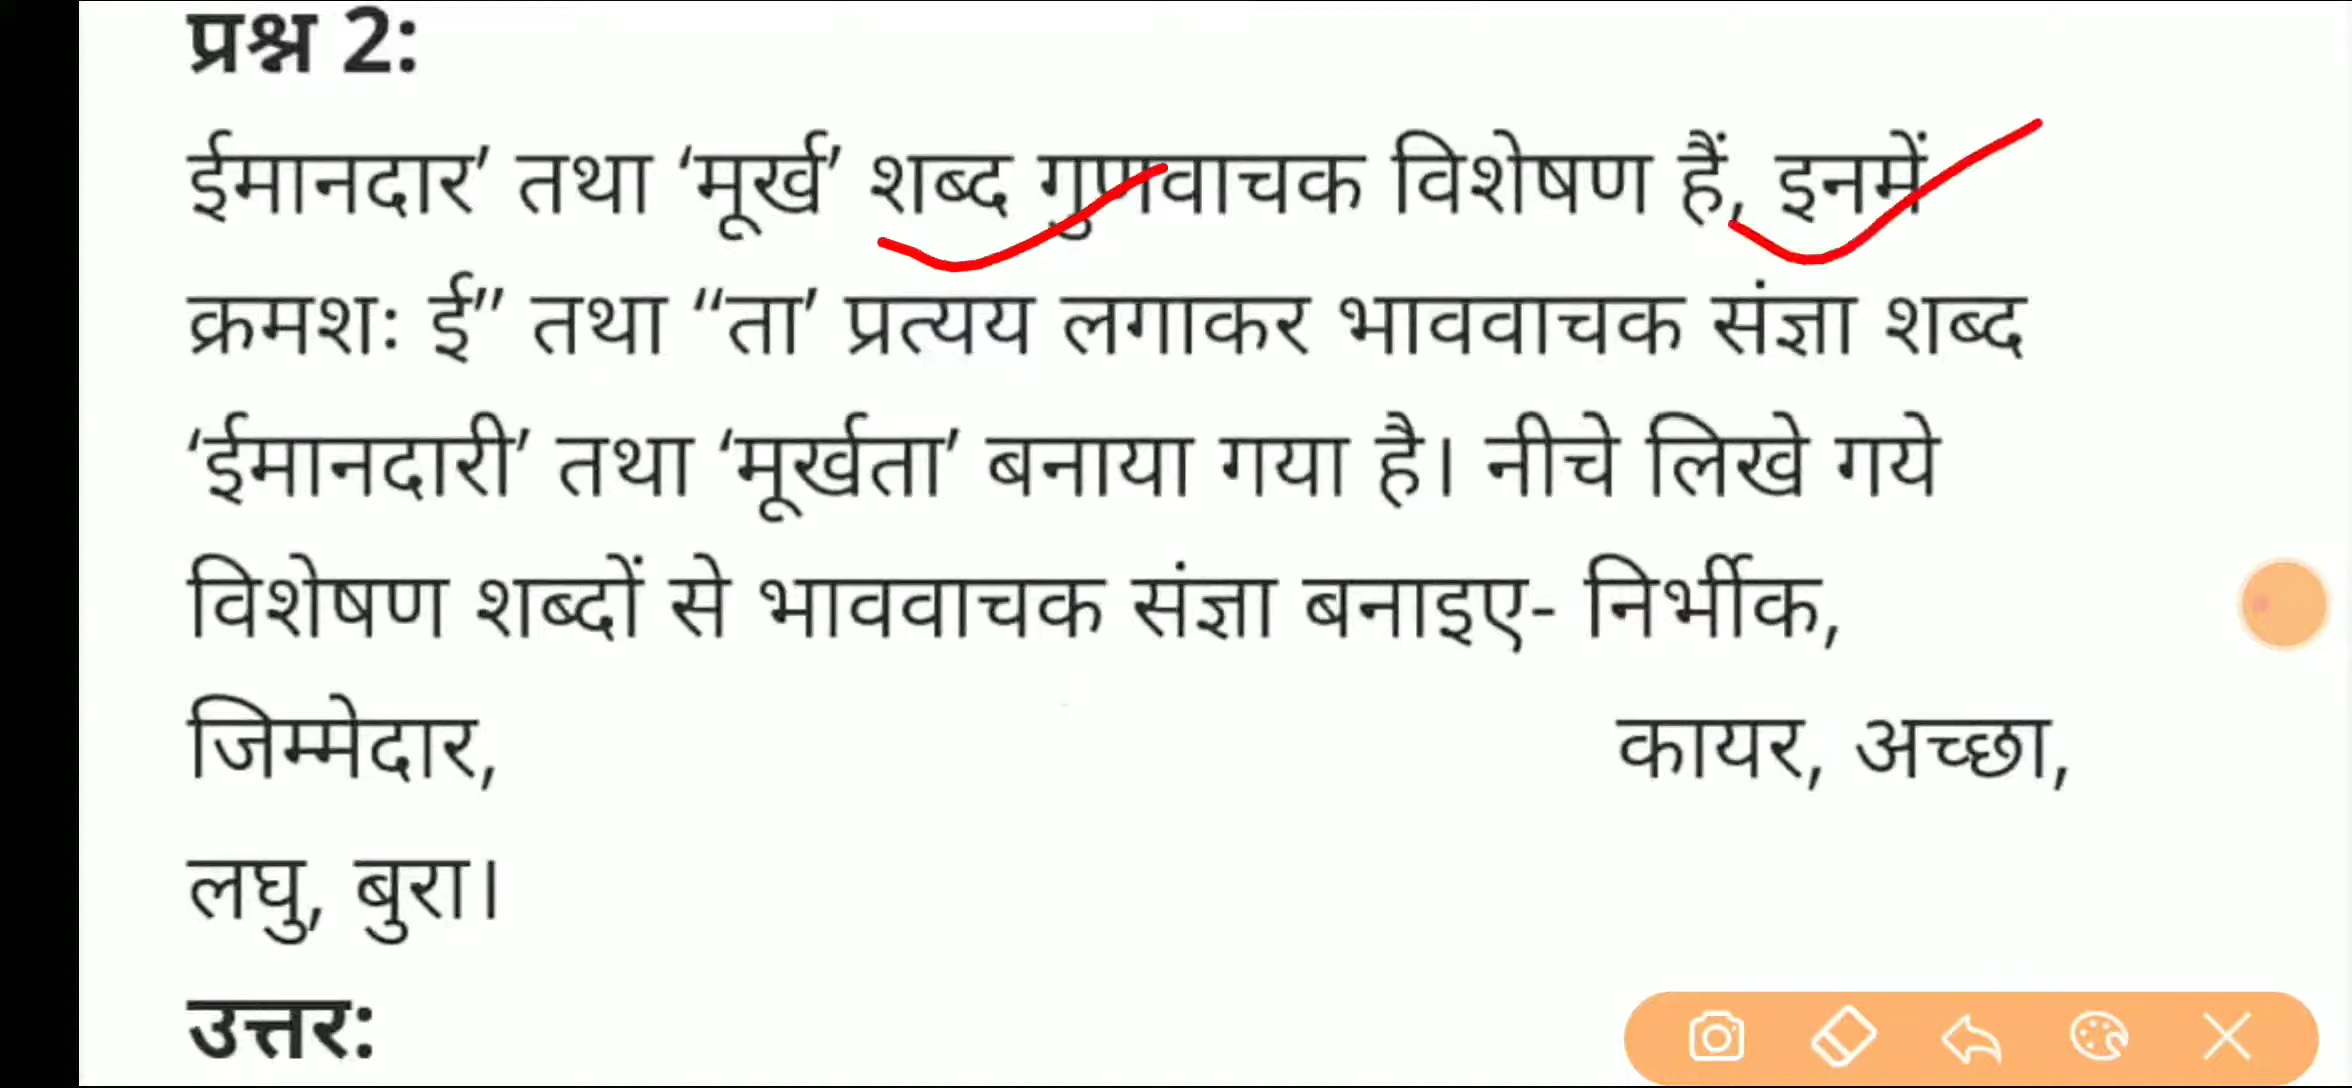 प्रश्न 2:
ईमानदार’ तथा ‘मूर्ख’ शब्द गुणवाचक विशेषण हैं, इनमें
क्रमशः ई” तथा “ता’ प्रत्यय लगाकर भाववाचक संज्ञा शब्द
‘ईमानदारी’ तथा ‘मूर्खता’ बनाया गया है। नीचे लिखे गये
विशेषण शब्दों से भाववाचक संज्ञा बनाइए- निर्भीक,
जिम्मेदार, कायर, अच्छा,
लघु, बुरा।
उत्तर: